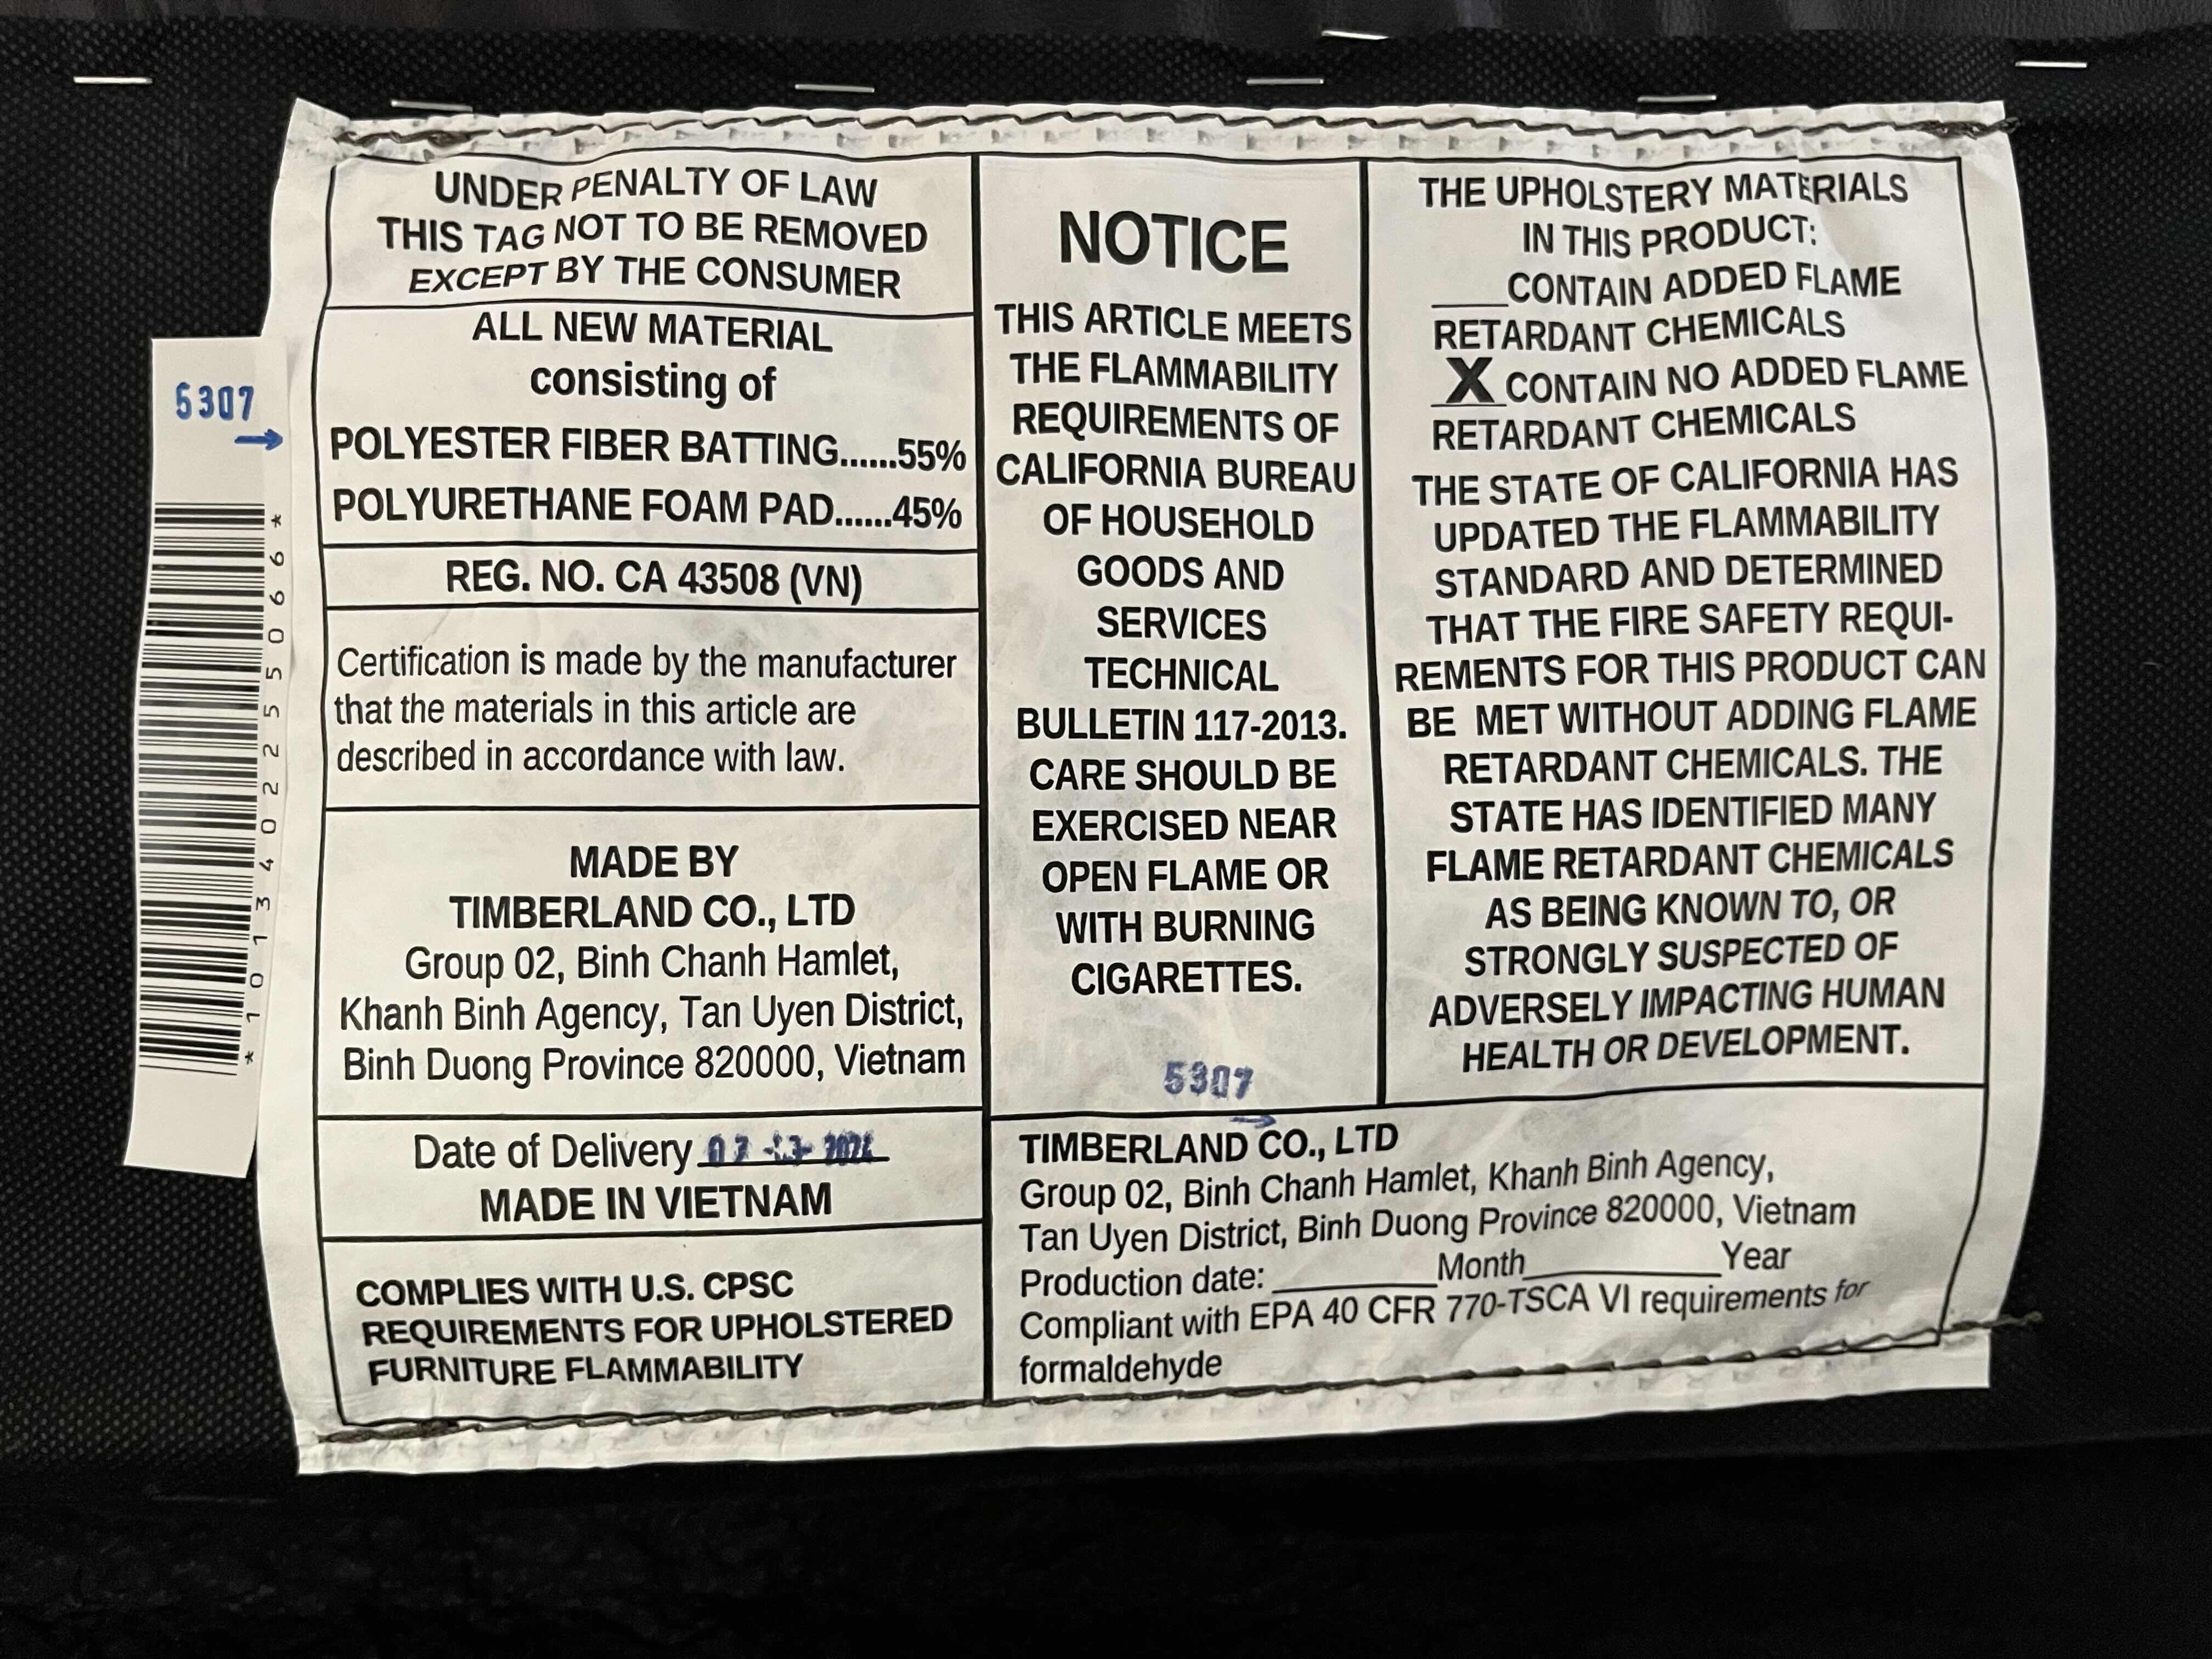 UNDER PENALTY OF LAW
THIS TAG NOT TO BE REMOVED
EXCEPT BY THE CONSUMER
ALL NEW MATERIAL
consisting of
POLYESTER FIBER BATTING......55%
POLYURETHANE FOAM PAD......45%
REG. NO. CA 43508 (VN)
Certification is made by the manufacturer
that the materials in this article are
described in accordance with law.
MADE BY
TIMBERLAND CO., LTD
Group 02, Binh Chanh Hamlet,
Khanh Binh Agency, Tan Uyen District,
Binh Duong Province 820000, Vietnam
Date of Delivery
MADE IN VIETNAM
COMPLIES WITH U.S. CPSC
REQUIREMENTS FOR UPHOLSTERED
FURNITURE FLAMMABILITY
NOTICE
THIS ARTICLE MEETS
THE FLAMMABILITY
REQUIREMENTS OF
CALIFORNIA BUREAU
OF HOUSEHOLD
GOODS AND
SERVICES
TECHNICAL
BULLETIN 117-2013.
CARE SHOULD BE
EXERCISED NEAR
OPEN FLAME OR
WITH BURNING
CIGARETTES.
5307
THE UPHOLSTERY MATERIALS
IN THIS PRODUCT:
____CONTAIN ADDED FLAME
RETARDANT CHEMICALS
X CONTAIN NO ADDED FLAME
RETARDANT CHEMICALS
THE STATE OF CALIFORNIA HAS
UPDATED THE FLAMMABILITY
STANDARD AND DETERMINED
THAT THE FIRE SAFETY REQUI-
REMENTS FOR THIS PRODUCT CAN
BE MET WITHOUT ADDING FLAME
RETARDANT CHEMICALS. THE
STATE HAS IDENTIFIED MANY
FLAME RETARDANT CHEMICALS
AS BEING KNOWN TO, OR
STRONGLY SUSPECTED OF
ADVERSELY IMPACTING HUMAN
HEALTH OR DEVELOPMENT.
TIMBERLAND CO., LTD
Group 02, Binh Chanh Hamlet, Khanh Binh Agency,
Tan Uyen District, Binh Duong Province 820000, Vietnam
Production date: ________Month________Year
Compliant with EPA 40 CFR 770-TSCA VI requirements for
formaldehyde
5307 →
*1013402255066*